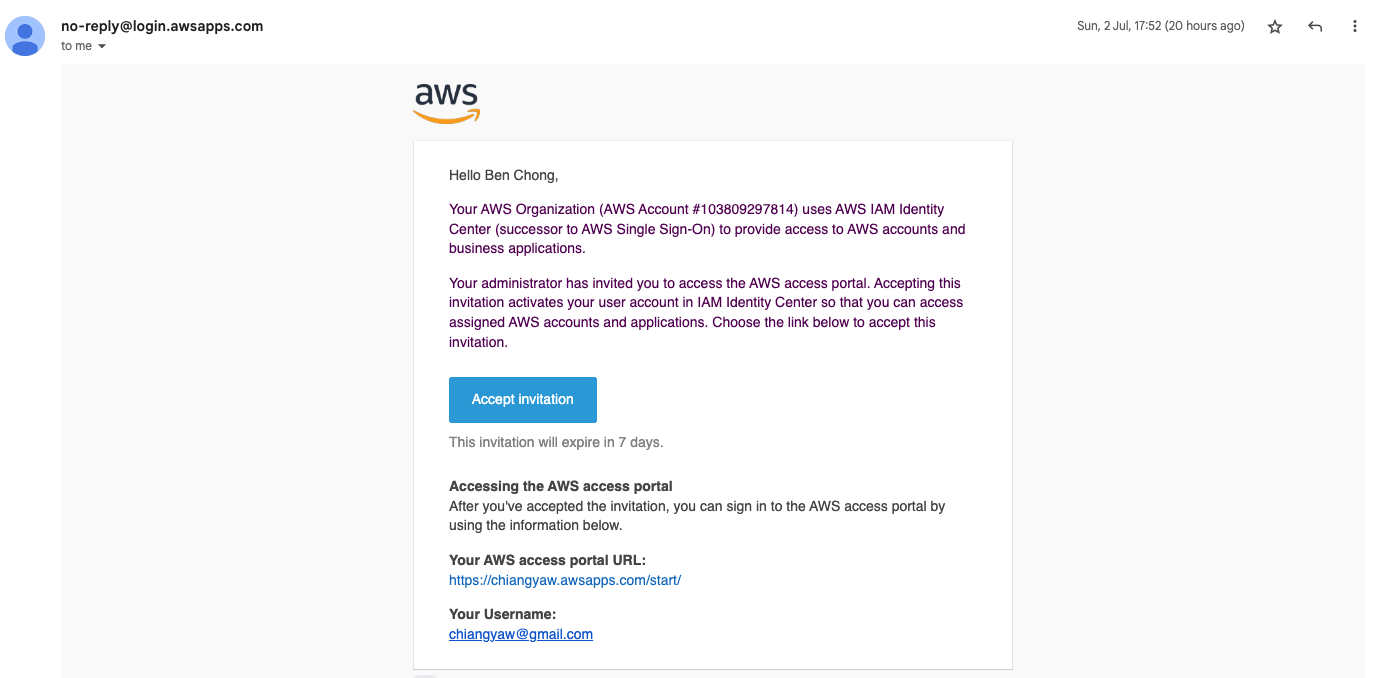 no-reply@login.awsapps.com
to me
Sun, 2 Jul, 17:52 (20 hours ago)
aws
Hello Ben Chong,
Your AWS Organization (AWS Account #103809297814) uses AWS IAM Identity
Center (successor to AWS Single Sign-On) to provide access to AWS accounts and
business applications.
Your administrator has invited you to access the AWS access portal. Accepting this
invitation activates your user account in IAM Identity Center so that you can access
assigned AWS accounts and applications. Choose the link below to accept this
invitation.
Accept invitation
This invitation will expire in 7 days.
Accessing the AWS access portal
After you've accepted the invitation, you can sign in to the AWS access portal by
using the information below.
Your AWS access portal URL:
https://chiangyaw.awsapps.com/start/
Your Username:
chiangyaw@gmail.com